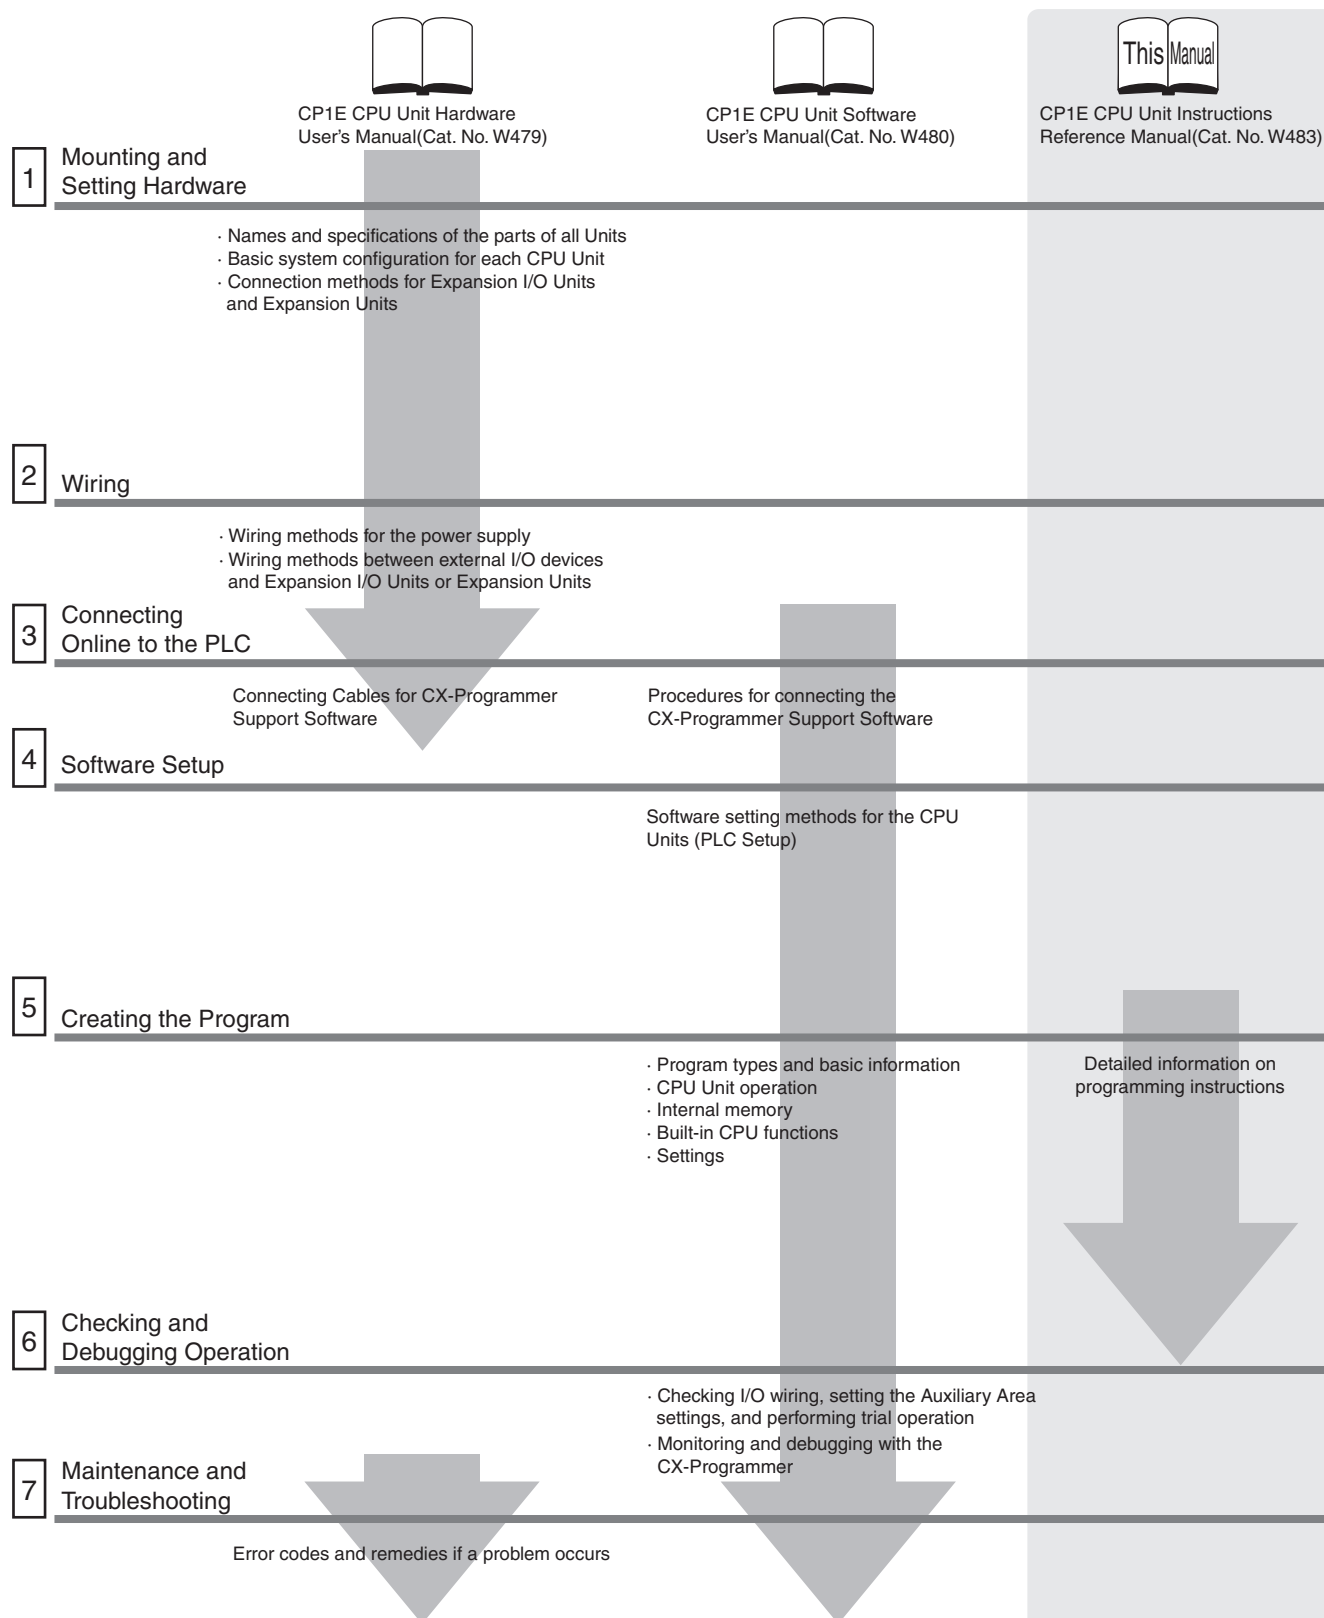 This Manual
CP1E CPU Unit Hardware
User's Manual(Cat. No. W479)
CP1E CPU Unit Software
User's Manual(Cat. No. W480)
CP1E CPU Unit Instructions
Reference Manual(Cat. No. W483)
1
Mounting and
Setting Hardware
· Names and specifications of the parts of all Units
· Basic system configuration for each CPU Unit
· Connection methods for Expansion I/O Units
and Expansion Units
2
Wiring
· Wiring methods for the power supply
· Wiring methods between external I/O devices
and Expansion I/O Units or Expansion Units
3
Connecting
Online to the PLC
Connecting Cables for CX-Programmer
Support Software
Procedures for connecting the
CX-Programmer Support Software
4
Software Setup
Software setting methods for the CPU
Units (PLC Setup)
5
Creating the Program
· Program types and basic information
· CPU Unit operation
· Internal memory
· Built-in CPU functions
· Settings
Detailed information on
programming instructions
6
Checking and
Debugging Operation
· Checking I/O wiring, setting the Auxiliary Area
settings, and performing trial operation
· Monitoring and debugging with the
CX-Programmer
7
Maintenance and
Troubleshooting
Error codes and remedies if a problem occurs